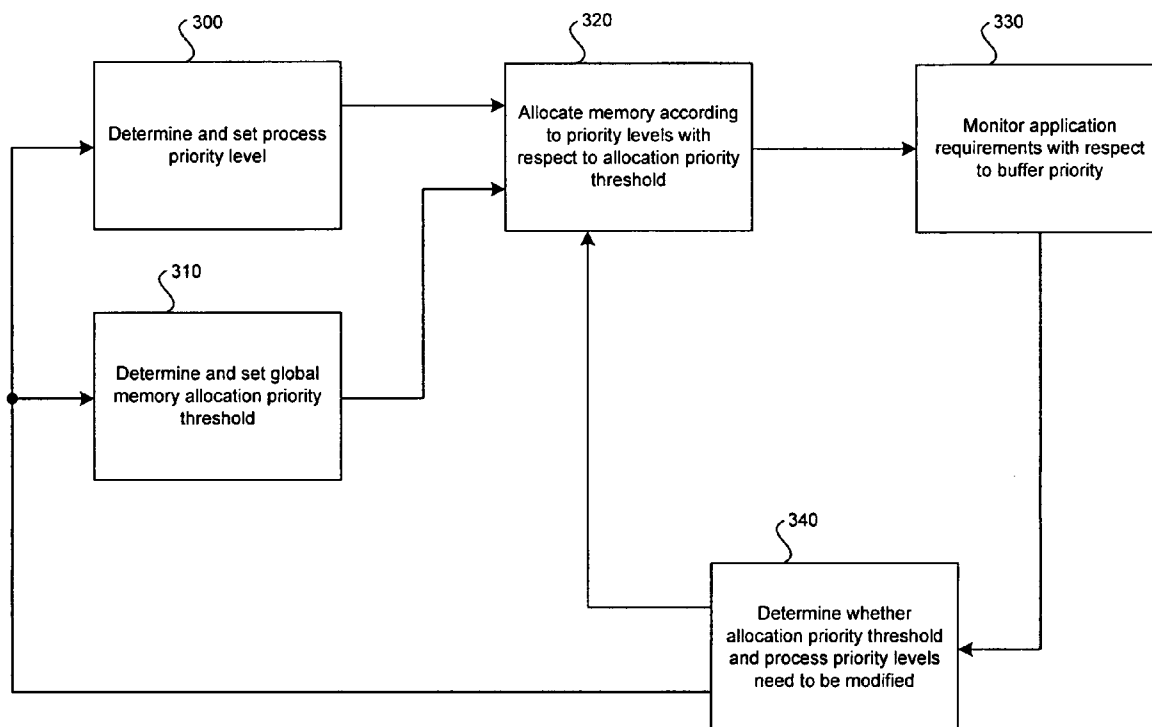 300
Determine and set process
priority level
320
Allocate memory according
to priority levels with
respect to allocation priority
threshold
330
Monitor application
requirements with respect
to buffer priority
310
Determine and set global
memory allocation priority
threshold
340
Determine whether
allocation priority threshold
and process priority levels
need to be modified